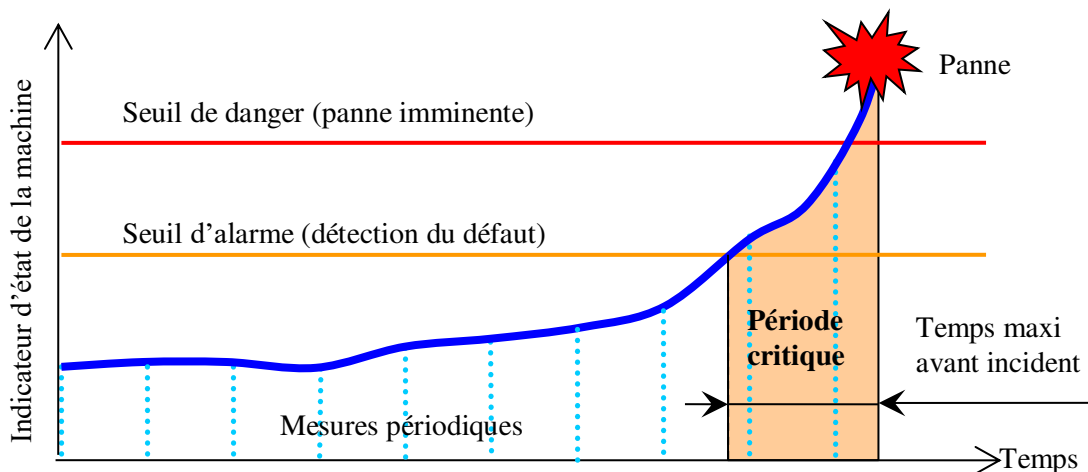 Indicateur d'état de la machine
Panne
Seuil de danger (panne imminente)
Seuil d'alarme (détection du défaut)
Période
critique
Temps maxi
avant incident
Mesures périodiques
Temps